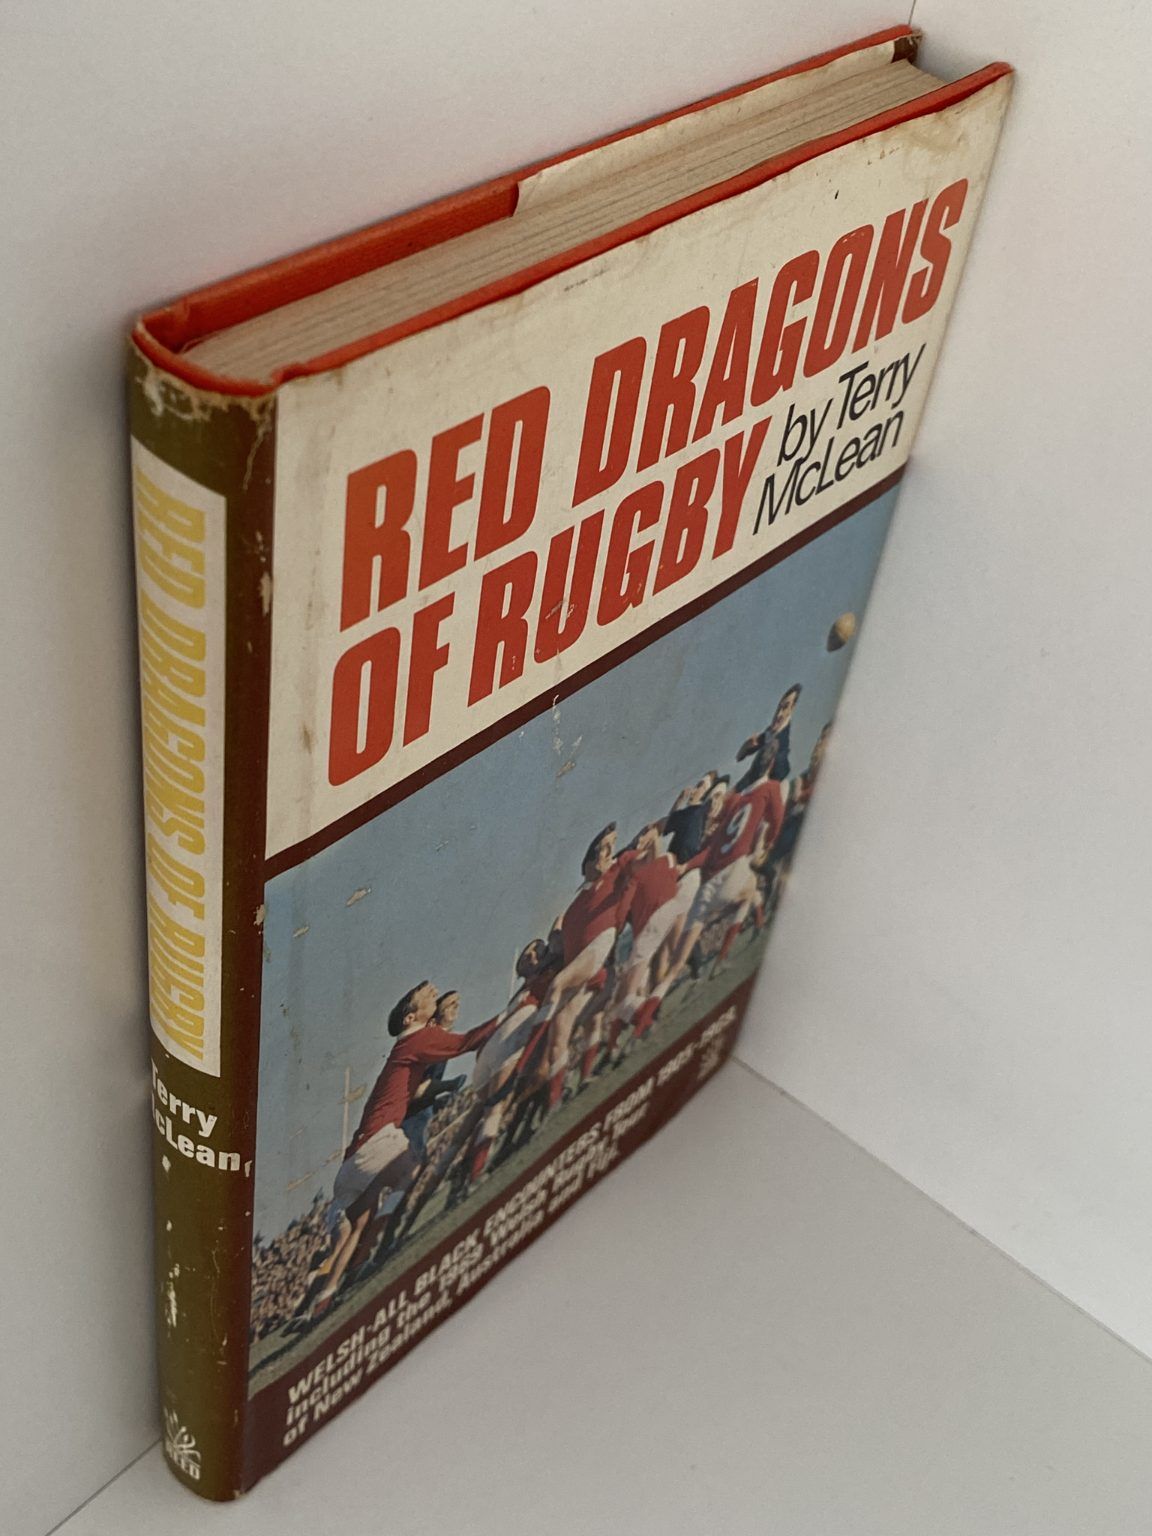 RED DRAGONS
OF RUGBY
by Terry
McLean
WELSH-ALL BLACK ENCOUNTERS FROM 1905-1969,
including the 1969 Welsh Rugby Tour
of New Zealand, Australia and Fiji.
RED DRAGONS OF RUGBY
Terry
McLean
REED